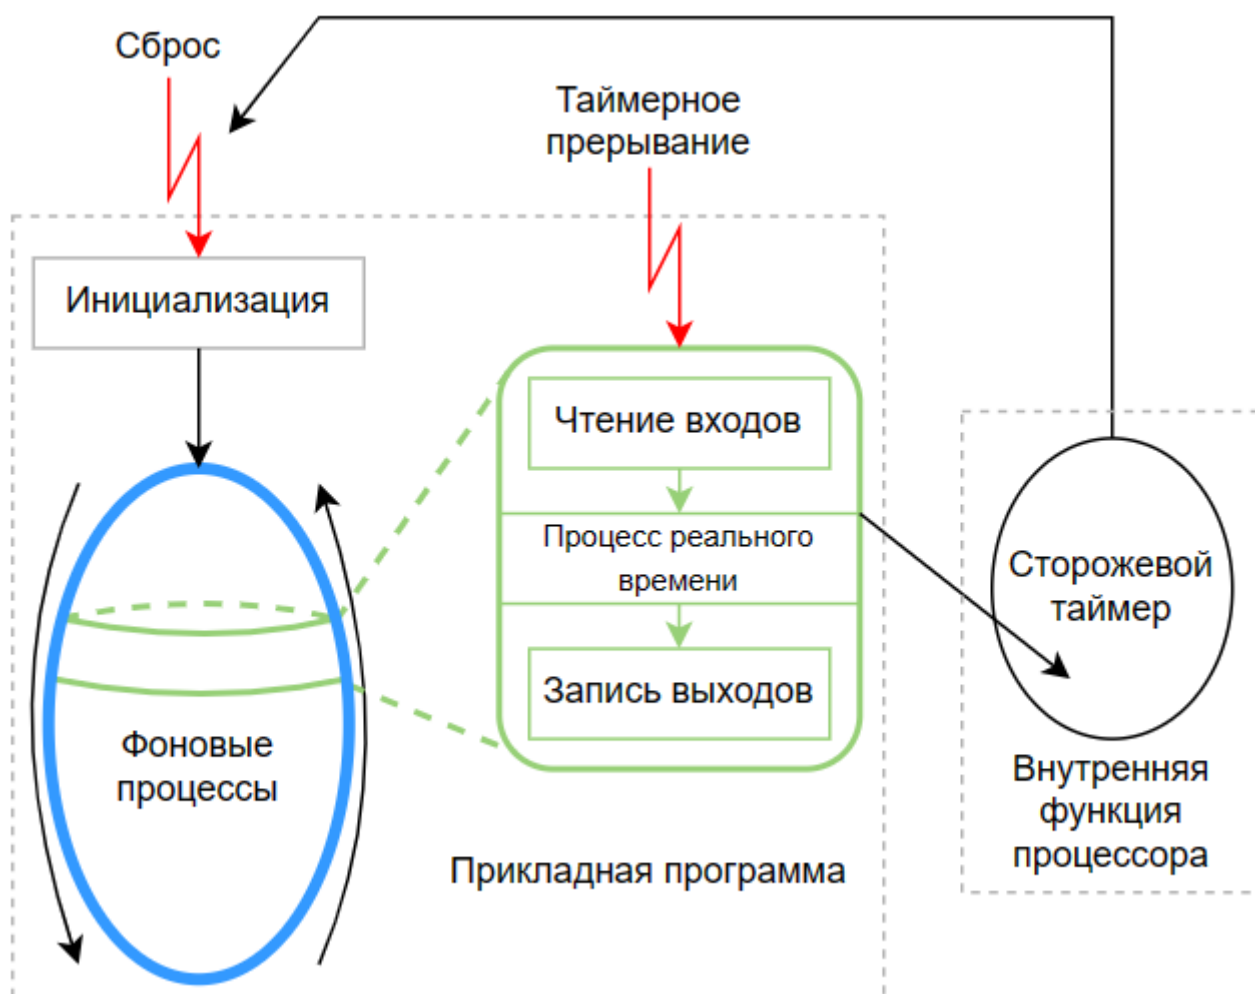 Сброс
Таймерное
прерывание
Инициализация
Чтение входов
Процесс реального
времени
Запись выходов
Сторожевой
таймер
Фоновые
процессы
Внутренняя
функция
процессора
Прикладная программа